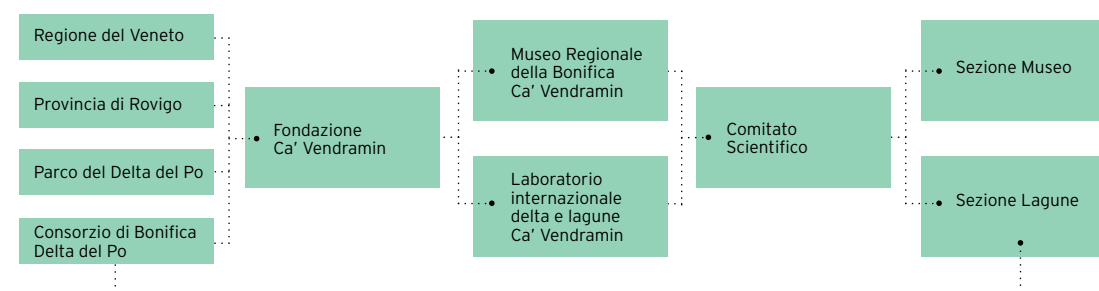 Regione del Veneto
Provincia di Rovigo
Parco del Delta del Po
Consorzio di Bonifica
Delta del Po
Fondazione
Ca' Vendramin
Museo Regionale
della Bonifica
Ca' Vendramin
Laboratorio
internazionale
delta e lagune
Ca' Vendramin
Comitato
Scientifico
Sezione Museo
Sezione Lagune